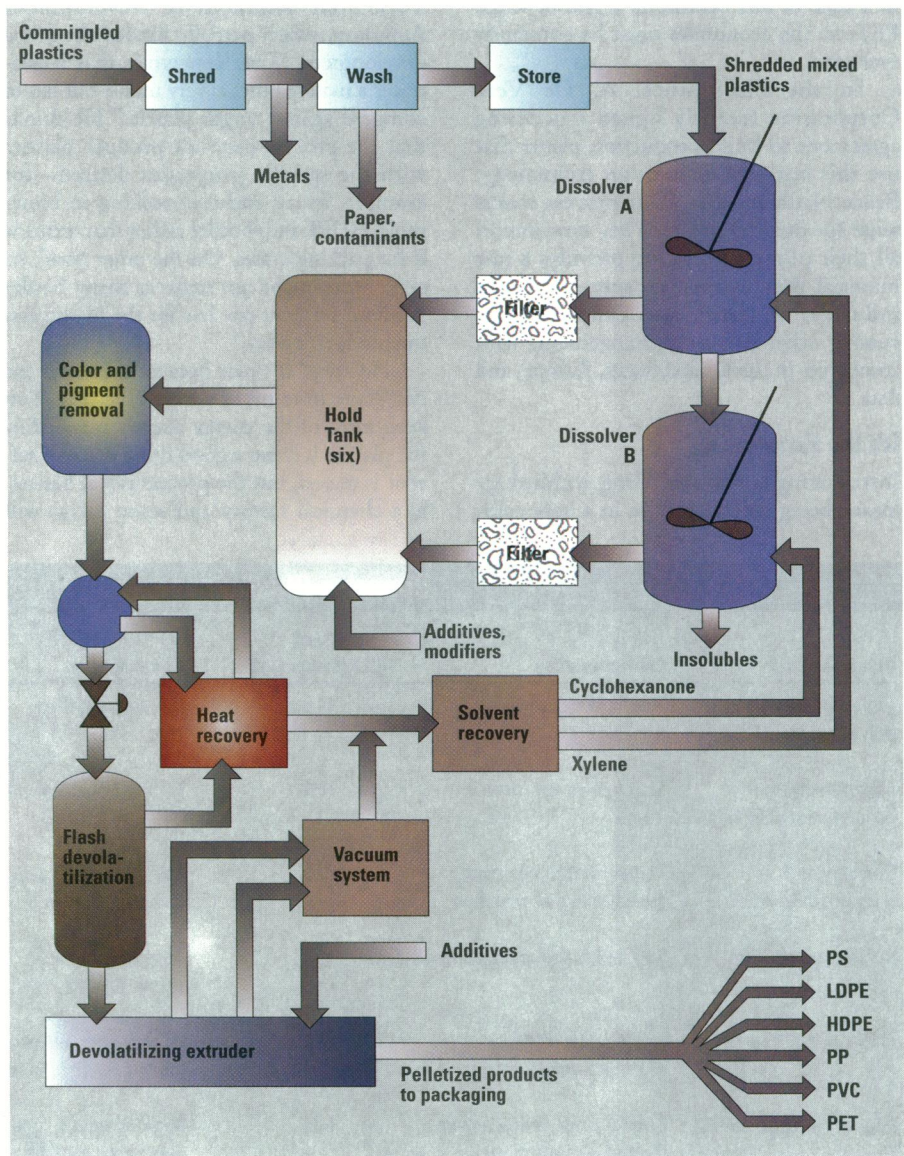 Commingled
plastics
Shred
Wash
Store
Shredded mixed
plastics
Metals
Paper,
contaminants
Dissolver
A
Filter
Color and
pigment
removal
Hold
Tank
(six)
Dissolver
B
Filter
Additives,
modifiers
Insolubles
Cyclohexanone
Heat
recovery
Solvent
recovery
Xylene
Flash
devola-
tilization
Vacuum
system
Additives
Devolatilizing extruder
Pelletized products
to packaging
PS
LDPE
HDPE
PP
PVC
PET